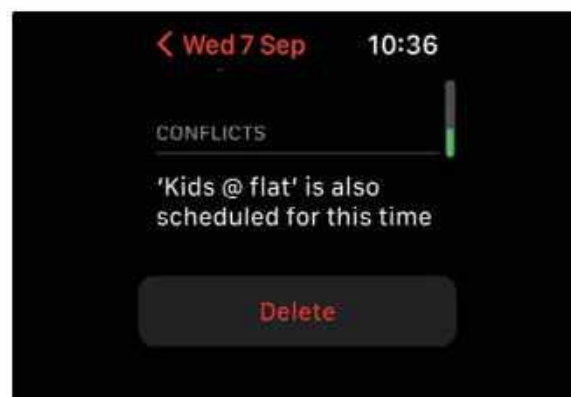 < Wed 7 Sep 10:36
CONFLICTS
'Kids @ flat' is also
scheduled for this time
Delete